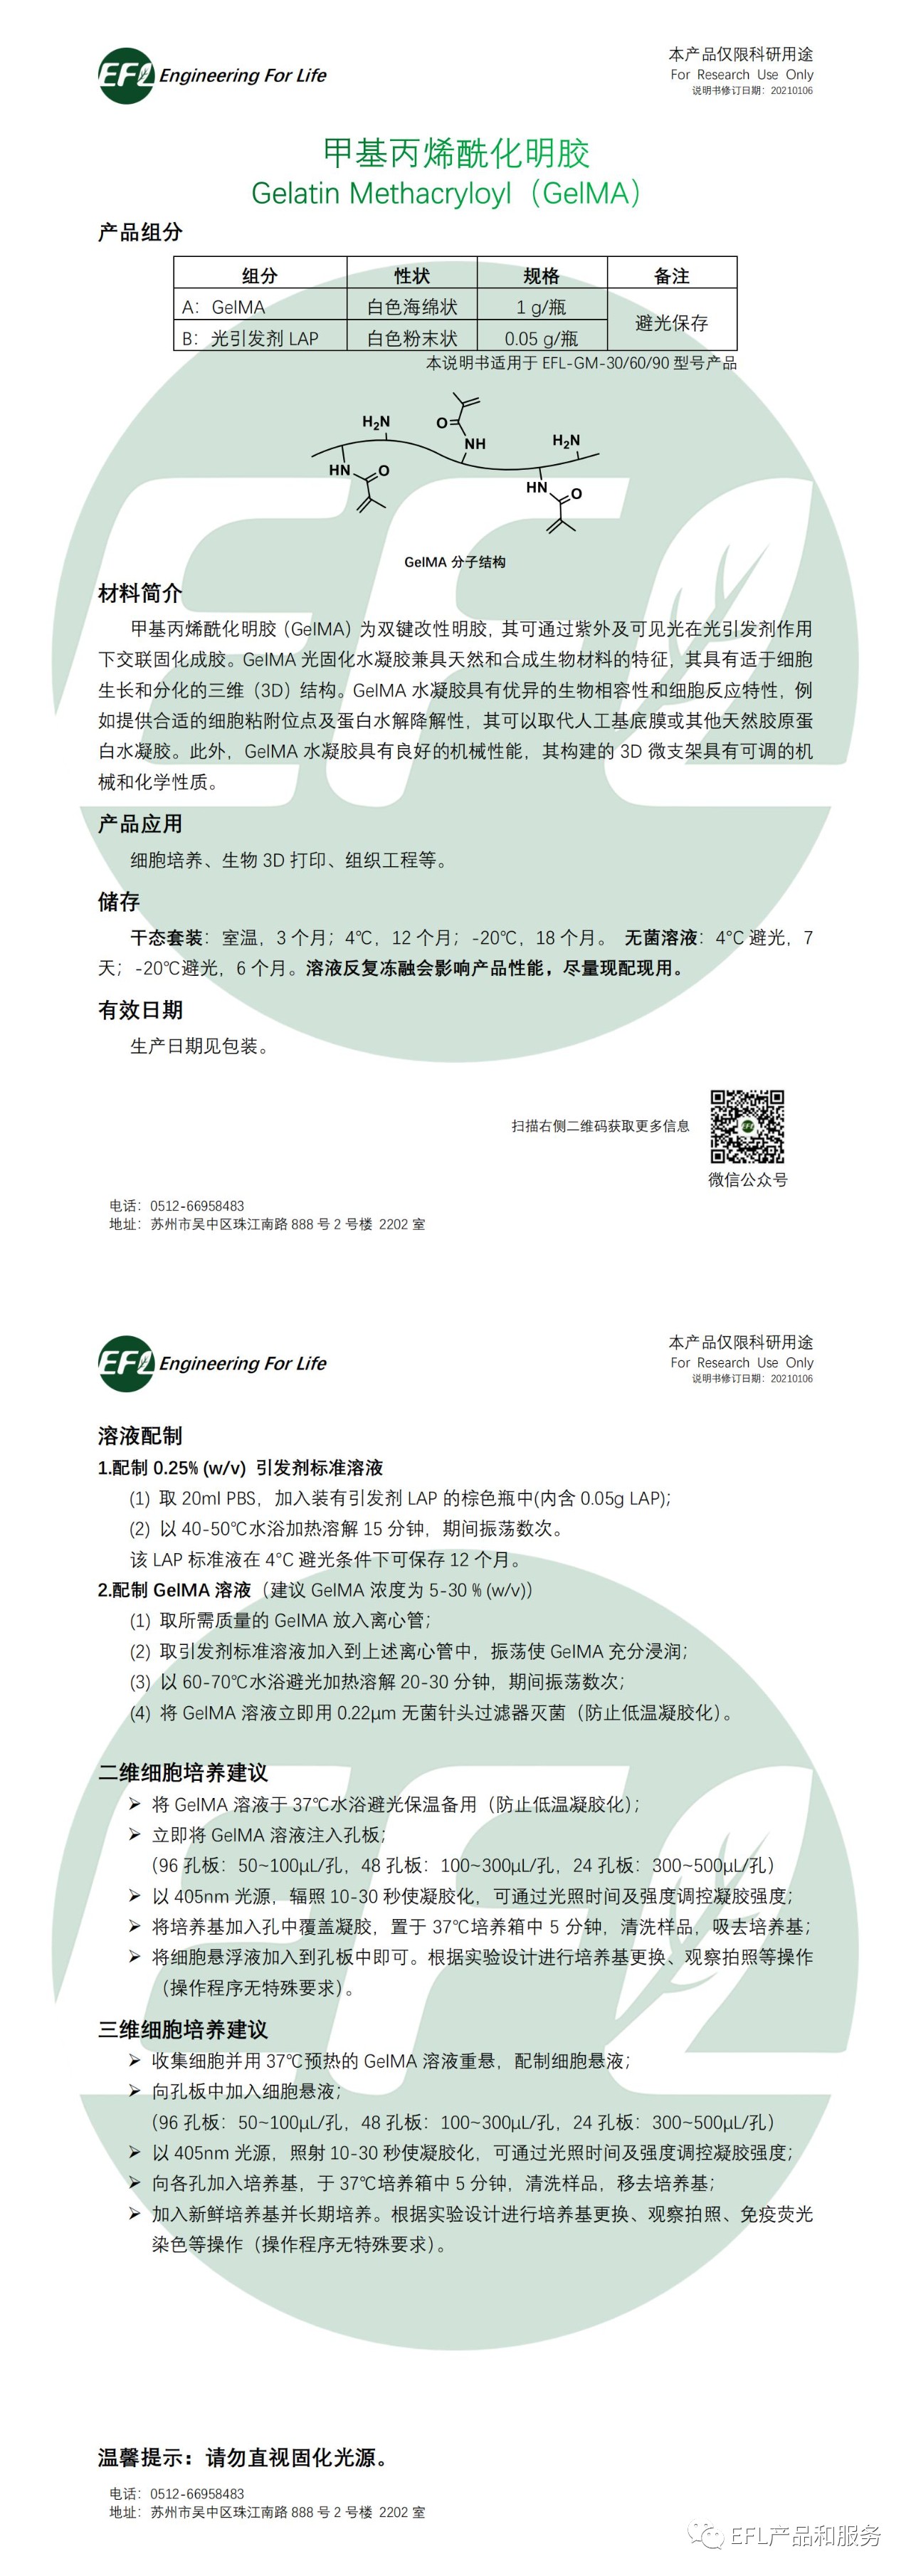 EFL Engineering For Life
本产品仅限科研用途
For Research Use Only
说明书修订日期：20210106
甲基丙烯酰化明胶
Gelatin Methacryloyl（GelMA）
产品组分
组分 性状 规格 备注
A：GelMA 白色海绵状 1 g/瓶 避光保存
B：光引发剂 LAP 白色粉末状 0.05 g/瓶
本说明书适用于 EFL-GM-30/60/90 型号产品
H₂N O NH H₂N
HN O HN O
GelMA 分子结构
材料简介
甲基丙烯酰化明胶（GelMA）为双键改性明胶，其可通过紫外及可见光在光引发剂作用
下交联固化成胶。GelMA 光固化水凝胶兼具天然和合成生物材料的特征，其具有适于细胞
生长和分化的三维（3D）结构。GelMA 水凝胶具有优异的生物相容性和细胞反应特性，例
如提供合适的细胞粘附位点及蛋白水解降解性，其可以取代人工基底膜或其他天然胶原蛋
白水凝胶。此外，GelMA 水凝胶具有良好的机械性能，其构建的 3D 微支架具有可调的机
械和化学性质。
产品应用
细胞培养、生物 3D 打印、组织工程等。
储存
干态套装：室温，3 个月；4℃，12 个月；-20℃，18 个月。 无菌溶液：4°C 避光，7
天；-20℃避光，6 个月。溶液反复冻融会影响产品性能，尽量现配现用。
有效日期
生产日期见包装。
扫描右侧二维码获取更多信息
微信公众号
电话：0512-66958483
地址：苏州市吴中区珠江南路 888 号 2 号楼 2202 室
EFL Engineering For Life
本产品仅限科研用途
For Research Use Only
说明书修订日期：20210106
溶液配制
1.配制 0.25% (w/v) 引发剂标准溶液
(1) 取 20ml PBS，加入装有引发剂 LAP 的棕色瓶中(内含 0.05g LAP)；
(2) 以 40-50℃水浴加热溶解 15 分钟，期间振荡数次。
该 LAP 标准液在 4°C 避光条件下可保存 12 个月。
2.配制 GelMA 溶液（建议 GelMA 浓度为 5-30 % (w/v)）
(1) 取所需质量的 GelMA 放入离心管；
(2) 取引发剂标准溶液加入到上述离心管中，振荡使 GelMA 充分浸润；
(3) 以 60-70℃水浴避光加热溶解 20-30 分钟，期间振荡数次；
(4) 将 GelMA 溶液立即用 0.22μm 无菌针头过滤器灭菌（防止低温凝胶化）。
二维细胞培养建议
➢ 将 GelMA 溶液于 37℃水浴避光保温备用（防止低温凝胶化）；
➢ 立即将 GelMA 溶液注入孔板；
（96 孔板：50~100μL/孔，48 孔板：100~300μL/孔，24 孔板：300~500μL/孔）
➢ 以 405nm 光源，辐照 10-30 秒使凝胶化，可通过光照时间及强度调控凝胶强度；
➢ 将培养基加入孔中覆盖凝胶，置于 37℃培养箱中 5 分钟，清洗样品，吸去培养基；
➢ 将细胞悬浮液加入到孔板中即可。根据实验设计进行培养基更换、观察拍照等操作
（操作程序无特殊要求）。
三维细胞培养建议
➢ 收集细胞并用 37℃预热的 GelMA 溶液重悬，配制细胞悬液；
➢ 向孔板中加入细胞悬液；
（96 孔板：50~100μL/孔，48 孔板：100~300μL/孔，24 孔板：300~500μL/孔）
➢ 以 405nm 光源，照射 10-30 秒使凝胶化，可通过光照时间及强度调控凝胶强度；
➢ 向各孔加入培养基，于 37℃培养箱中 5 分钟，清洗样品，移去培养基；
➢ 加入新鲜培养基并长期培养。根据实验设计进行培养基更换、观察拍照、免疫荧光
染色等操作（操作程序无特殊要求）。
温馨提示：请勿直视固化光源。
电话：0512-66958483
地址：苏州市吴中区珠江南路 888 号 2 号楼 2202 室
EFL产品和服务